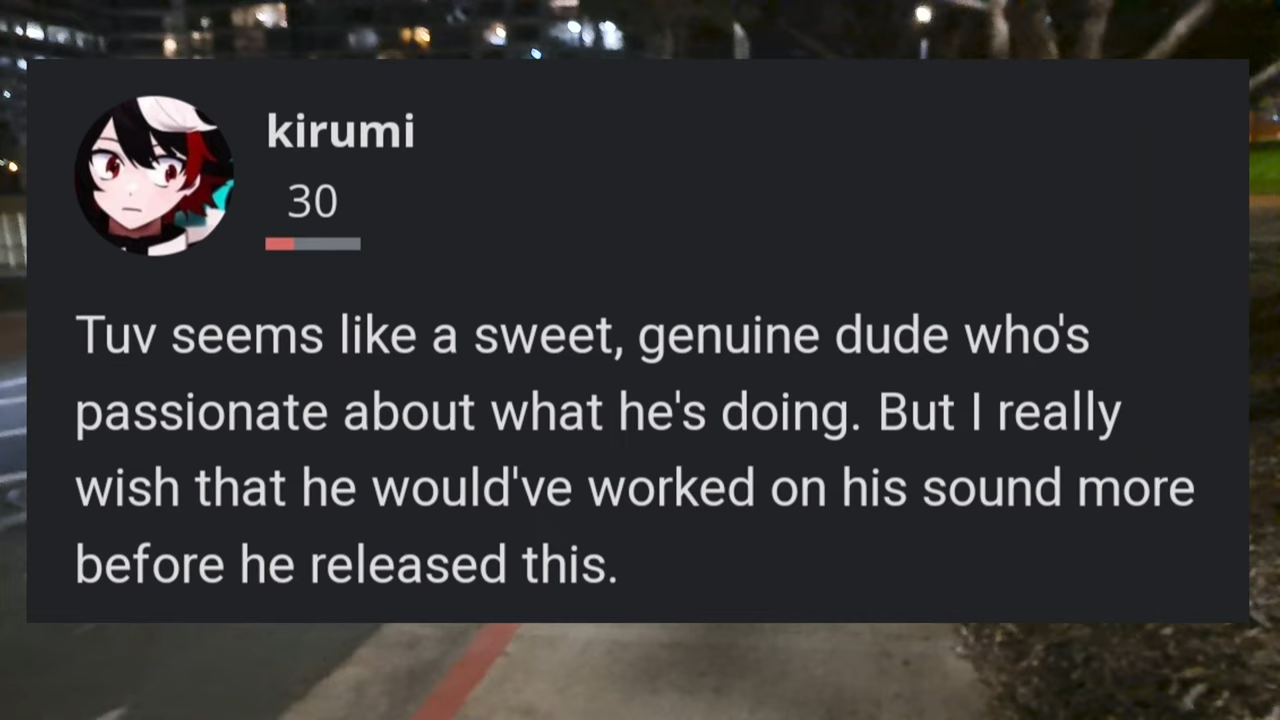 kirumi
30
Tuv seems like a sweet, genuine dude who's
passionate about what he's doing. But I really
wish that he would've worked on his sound more
before he released this.